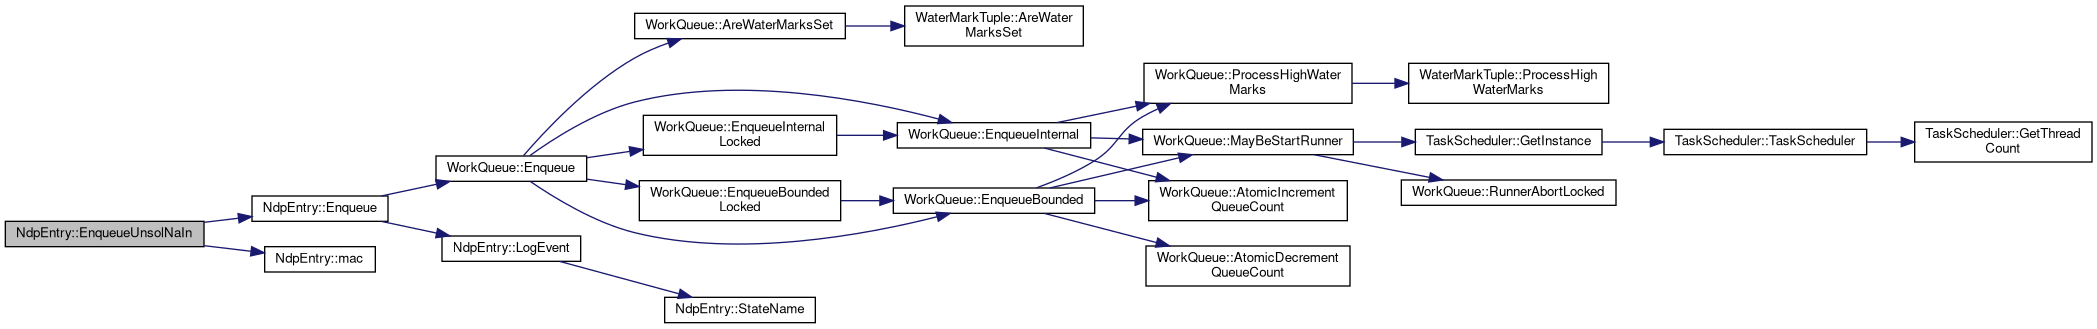 NdpEntry::EnqueueUnsolNaIn
NdpEntry::Enqueue
NdpEntry::mac
WorkQueue::Enqueue
NdpEntry::LogEvent
NdpEntry::StateName
WorkQueue::AreWaterMarksSet
WaterMarkTuple::AreWater
MarksSet
WorkQueue::EnqueueInternal
Locked
WorkQueue::EnqueueBounded
Locked
WorkQueue::EnqueueInternal
WorkQueue::EnqueueBounded
WorkQueue::ProcessHighWater
Marks
WorkQueue::MayBeStartRunner
WorkQueue::AtomicIncrement
QueueCount
WorkQueue::AtomicDecrement
QueueCount
WaterMarkTuple::ProcessHigh
WaterMarks
TaskScheduler::GetInstance
WorkQueue::RunnerAbortLocked
TaskScheduler::TaskScheduler
TaskScheduler::GetThread
Count